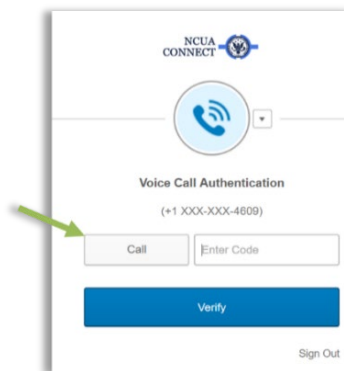 NCUA
CONNECT
Voice Call Authentication
(+1 XXX-XXX-4609)
Call
Enter Code
Verify
Sign Out